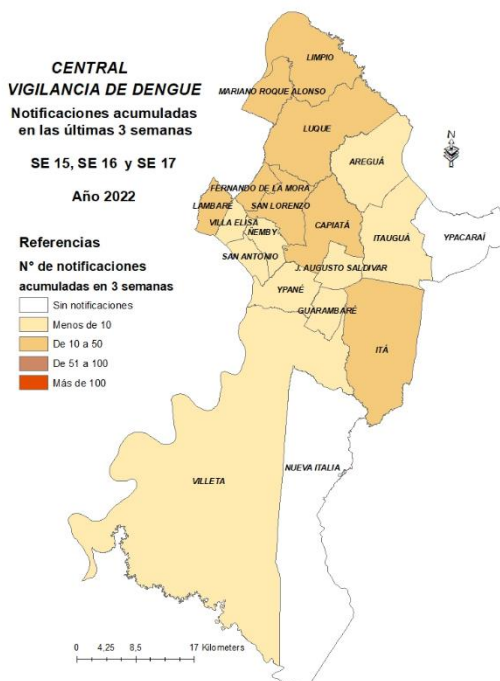 CENTRAL
VIGILANCIA DE DENGUE
Notificaciones acumuladas
en las últimas 3 semanas
SE 15, SE 16 y SE 17
Año 2022
Referencias
N° de notificaciones
acumuladas en 3 semanas
Sin notificaciones
Menos de 10
De 10 a 50
De 51 a 100
Más de 100
N
LIMPIO
MARIANO ROQUE ALONSO
LUQUE
AREGUÁ
FERNANDO DE LA MORA
LAMBARÉ
SAN LORENZO
CAPIATÁ
VILLA ELISA
ÑEMBY
ITAUGUÁ
YPACARAÍ
SAN ANTONIO
J. AUGUSTO SALDIVAR
YPANÉ
GUARAMBARÉ
ITÁ
VILLETA
NUEVA ITALIA
0 4,25 8,5 17 Kilometers